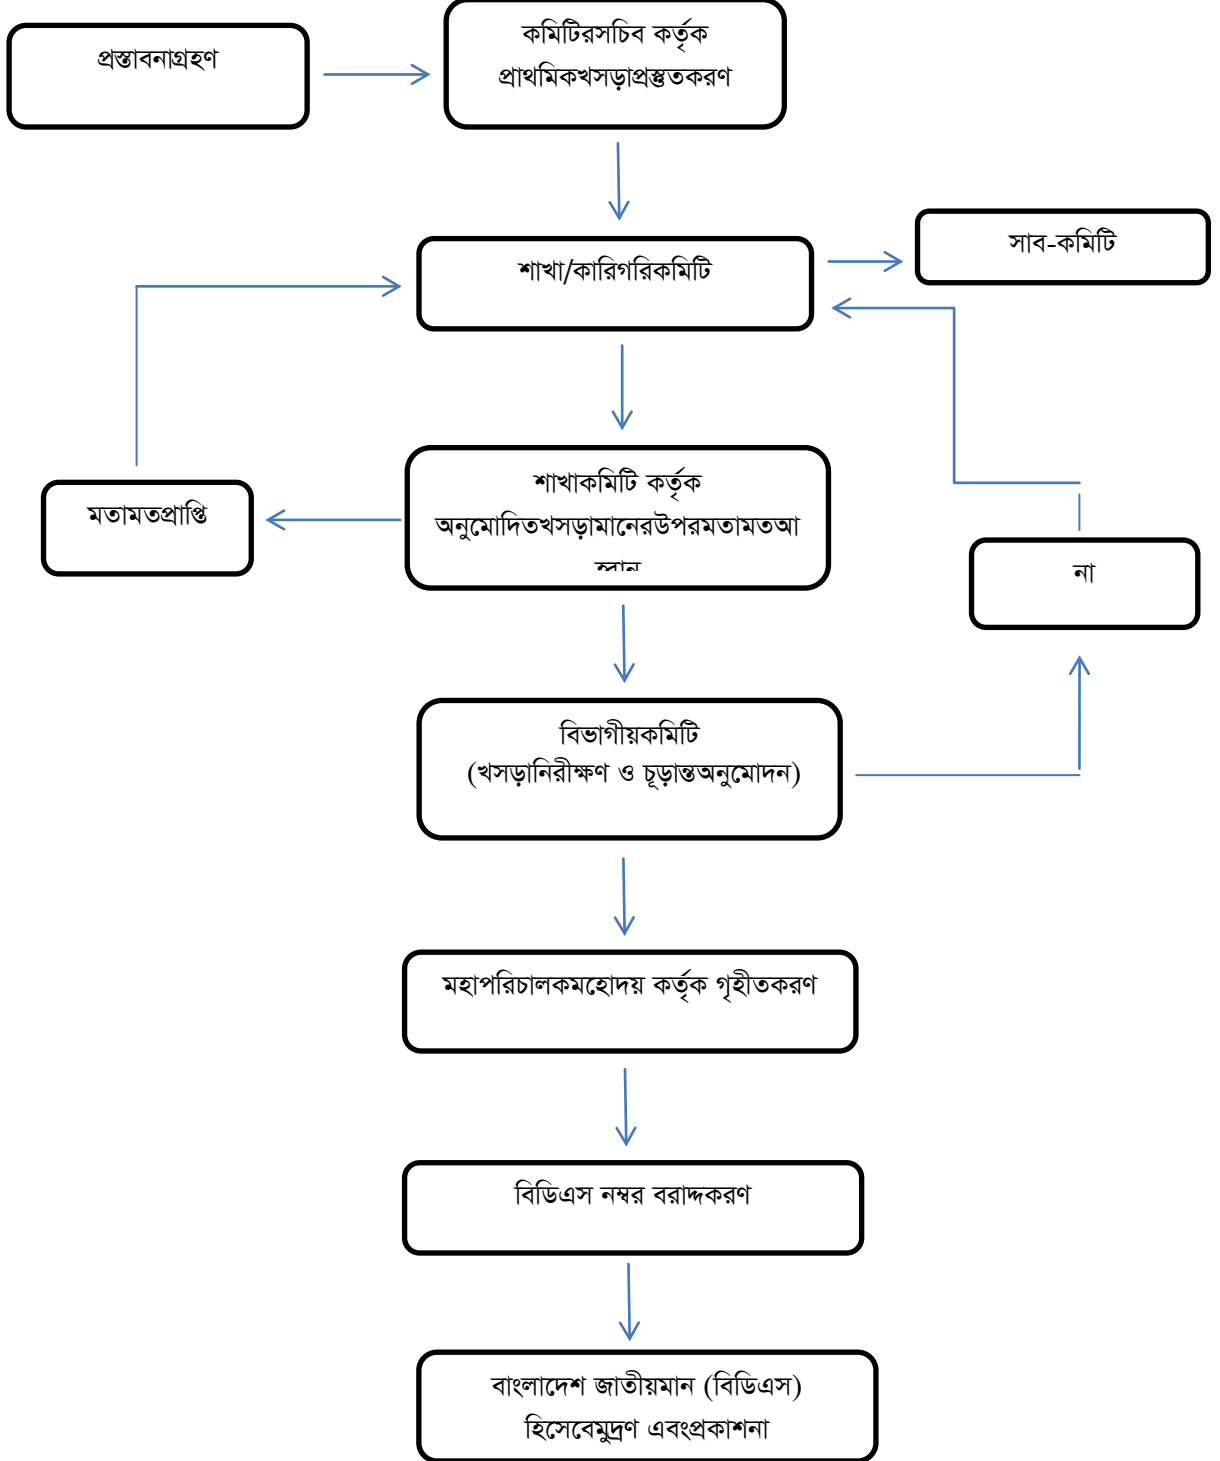 প্রস্তাবনাগ্রহণ
কমিটিরসচিব কর্তৃক
প্রাথমিকখসড়াপ্রস্তুতকরণ
শাখা/কারিগরিকমিটি
সাব-কমিটি
শাখাকমিটি কর্তৃক
অনুমোদিতখসড়ামানেরউপরমতামতআ
হ্বান
মতামতপ্রাপ্তি
না
বিভাগীয়কমিটি
(খসড়ানিরীক্ষণ ও চূড়ান্তঅনুমোদন)
মহাপরিচালকমহোদয় কর্তৃক গৃহীতকরণ
বিডিএস নম্বর বরাদ্দকরণ
বাংলাদেশ জাতীয়মান (বিডিএস)
হিসেবেমুদ্রণ এবংপ্রকাশনা